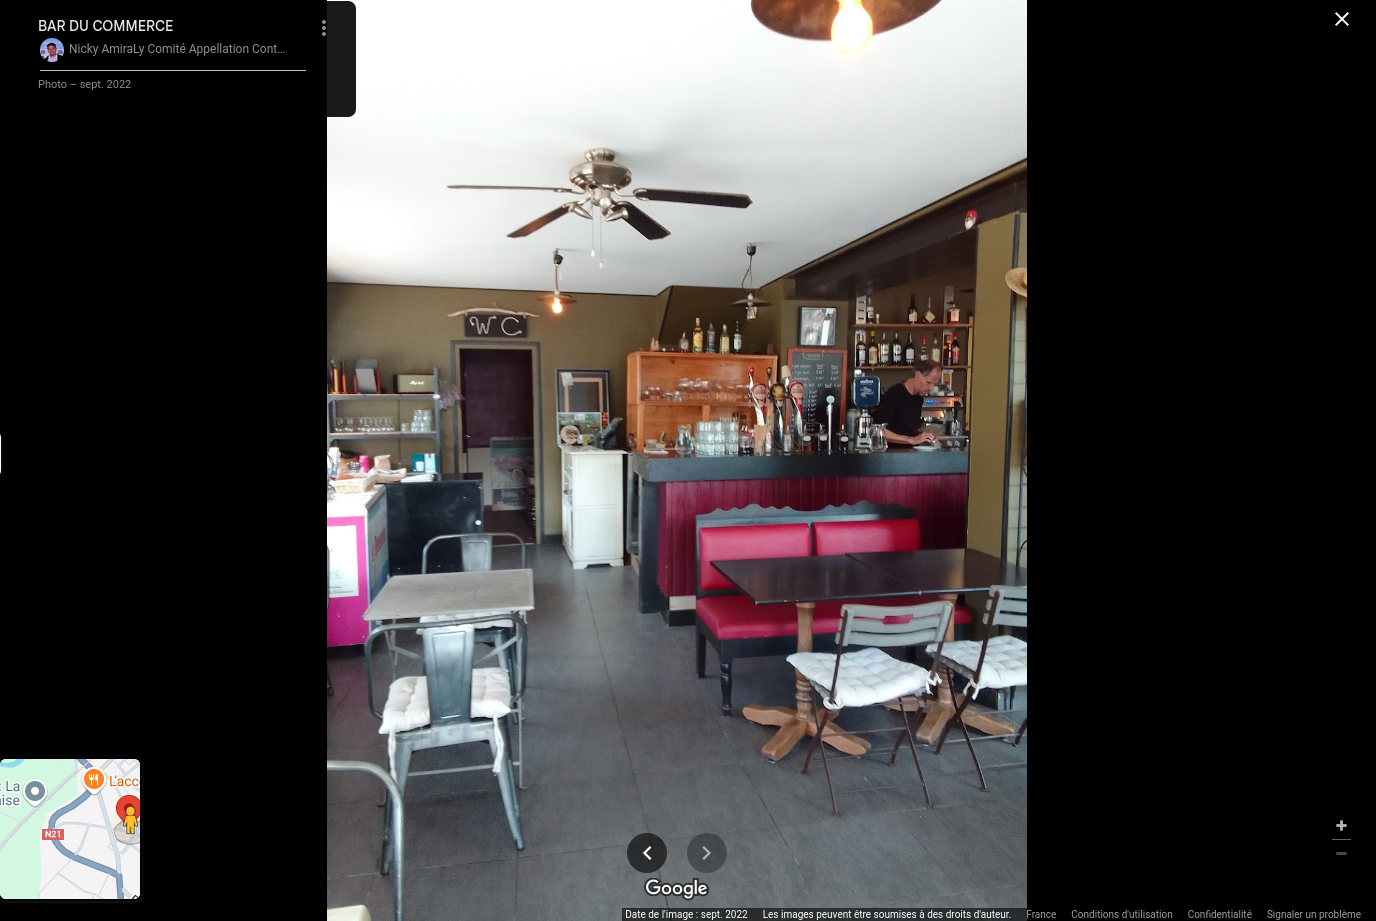 BAR DU COMMERCE
Nicky AmiraLy Comité Appellation Cont...
Photo – sept. 2022
WC
La
L'acc
N21
Google
Date de l'image : sept. 2022 Les images peuvent être soumises à des droits d'auteur. France Conditions d'utilisation Confidentialité Signaler un problème